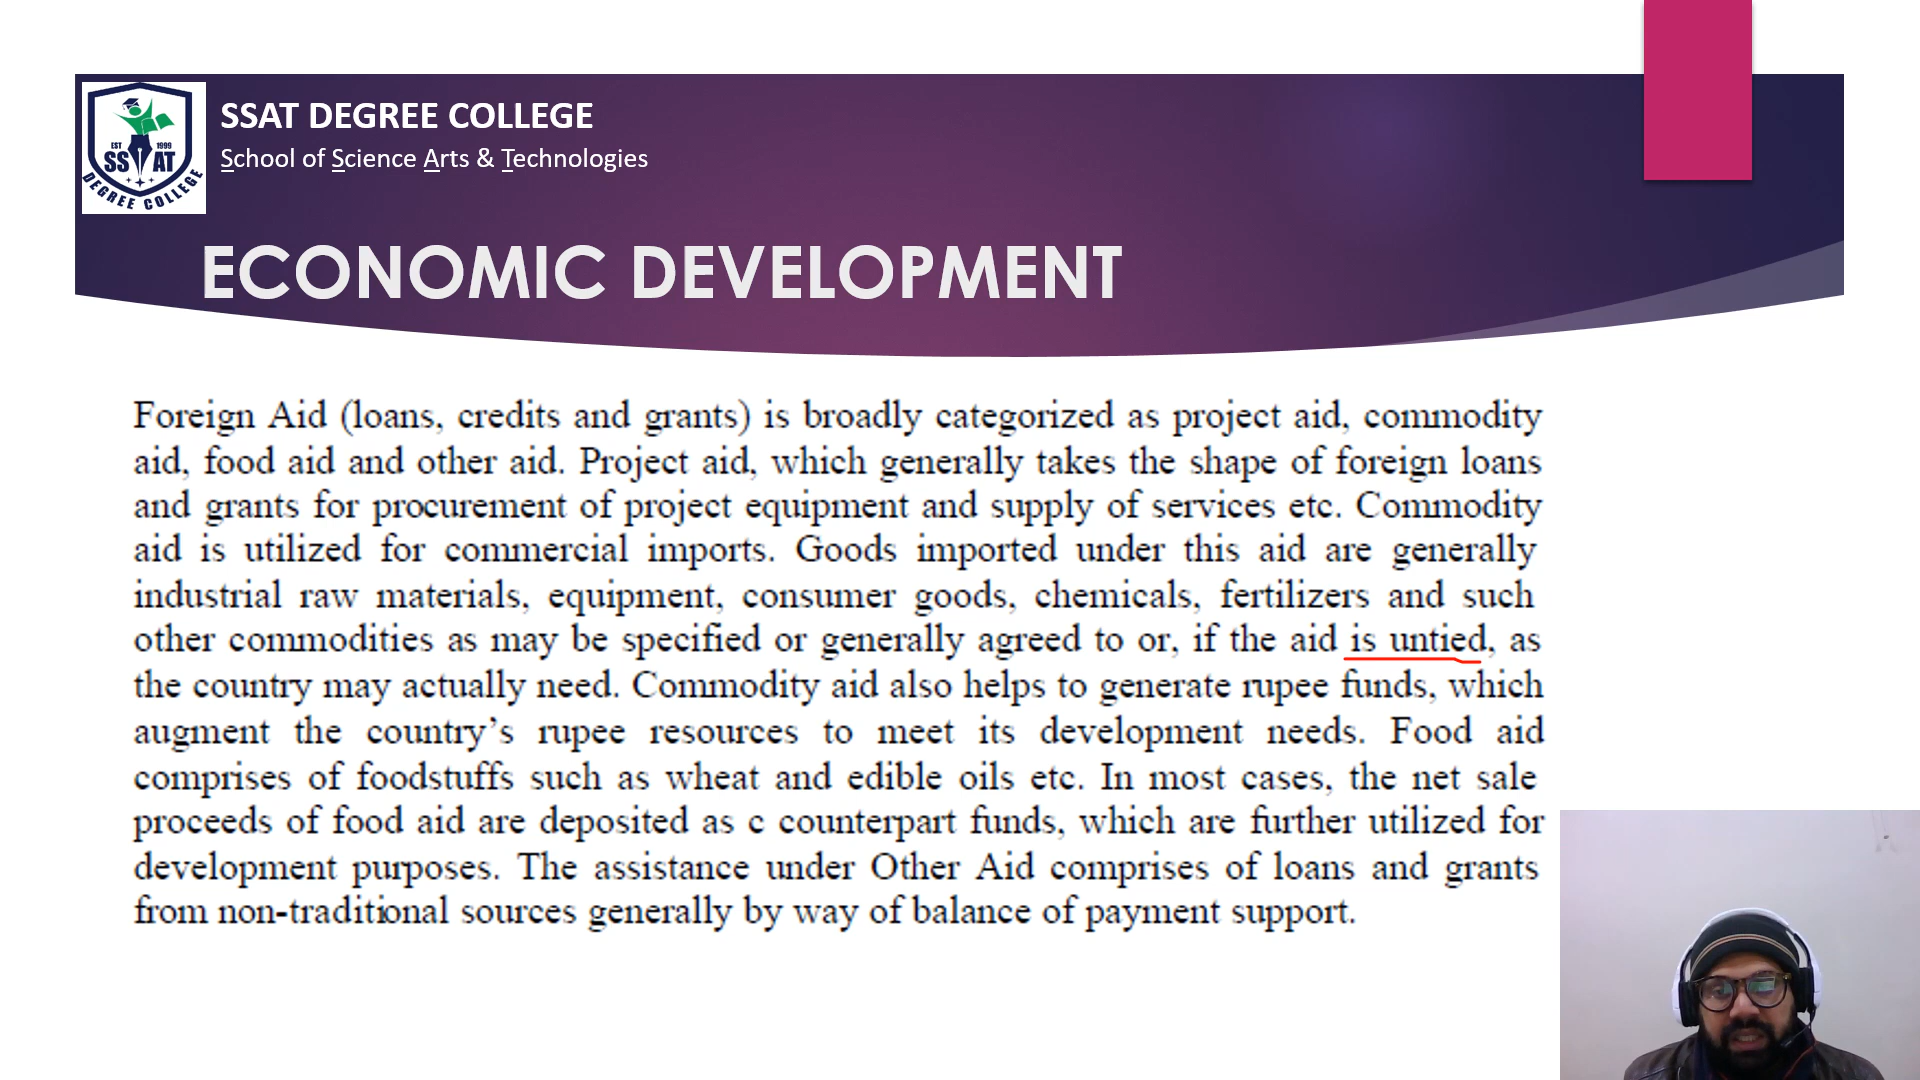 EST 1999
SS AT
DEGREE COLLEGE
SSAT DEGREE COLLEGE
School of Science Arts & Technologies
ECONOMIC DEVELOPMENT
Foreign Aid (loans, credits and grants) is broadly categorized as project aid, commodity
aid, food aid and other aid. Project aid, which generally takes the shape of foreign loans
and grants for procurement of project equipment and supply of services etc. Commodity
aid is utilized for commercial imports. Goods imported under this aid are generally
industrial raw materials, equipment, consumer goods, chemicals, fertilizers and such
other commodities as may be specified or generally agreed to or, if the aid is untied, as
the country may actually need. Commodity aid also helps to generate rupee funds, which
augment the country’s rupee resources to meet its development needs. Food aid
comprises of foodstuffs such as wheat and edible oils etc. In most cases, the net sale
proceeds of food aid are deposited as c counterpart funds, which are further utilized for
development purposes. The assistance under Other Aid comprises of loans and grants
from non-traditional sources generally by way of balance of payment support.